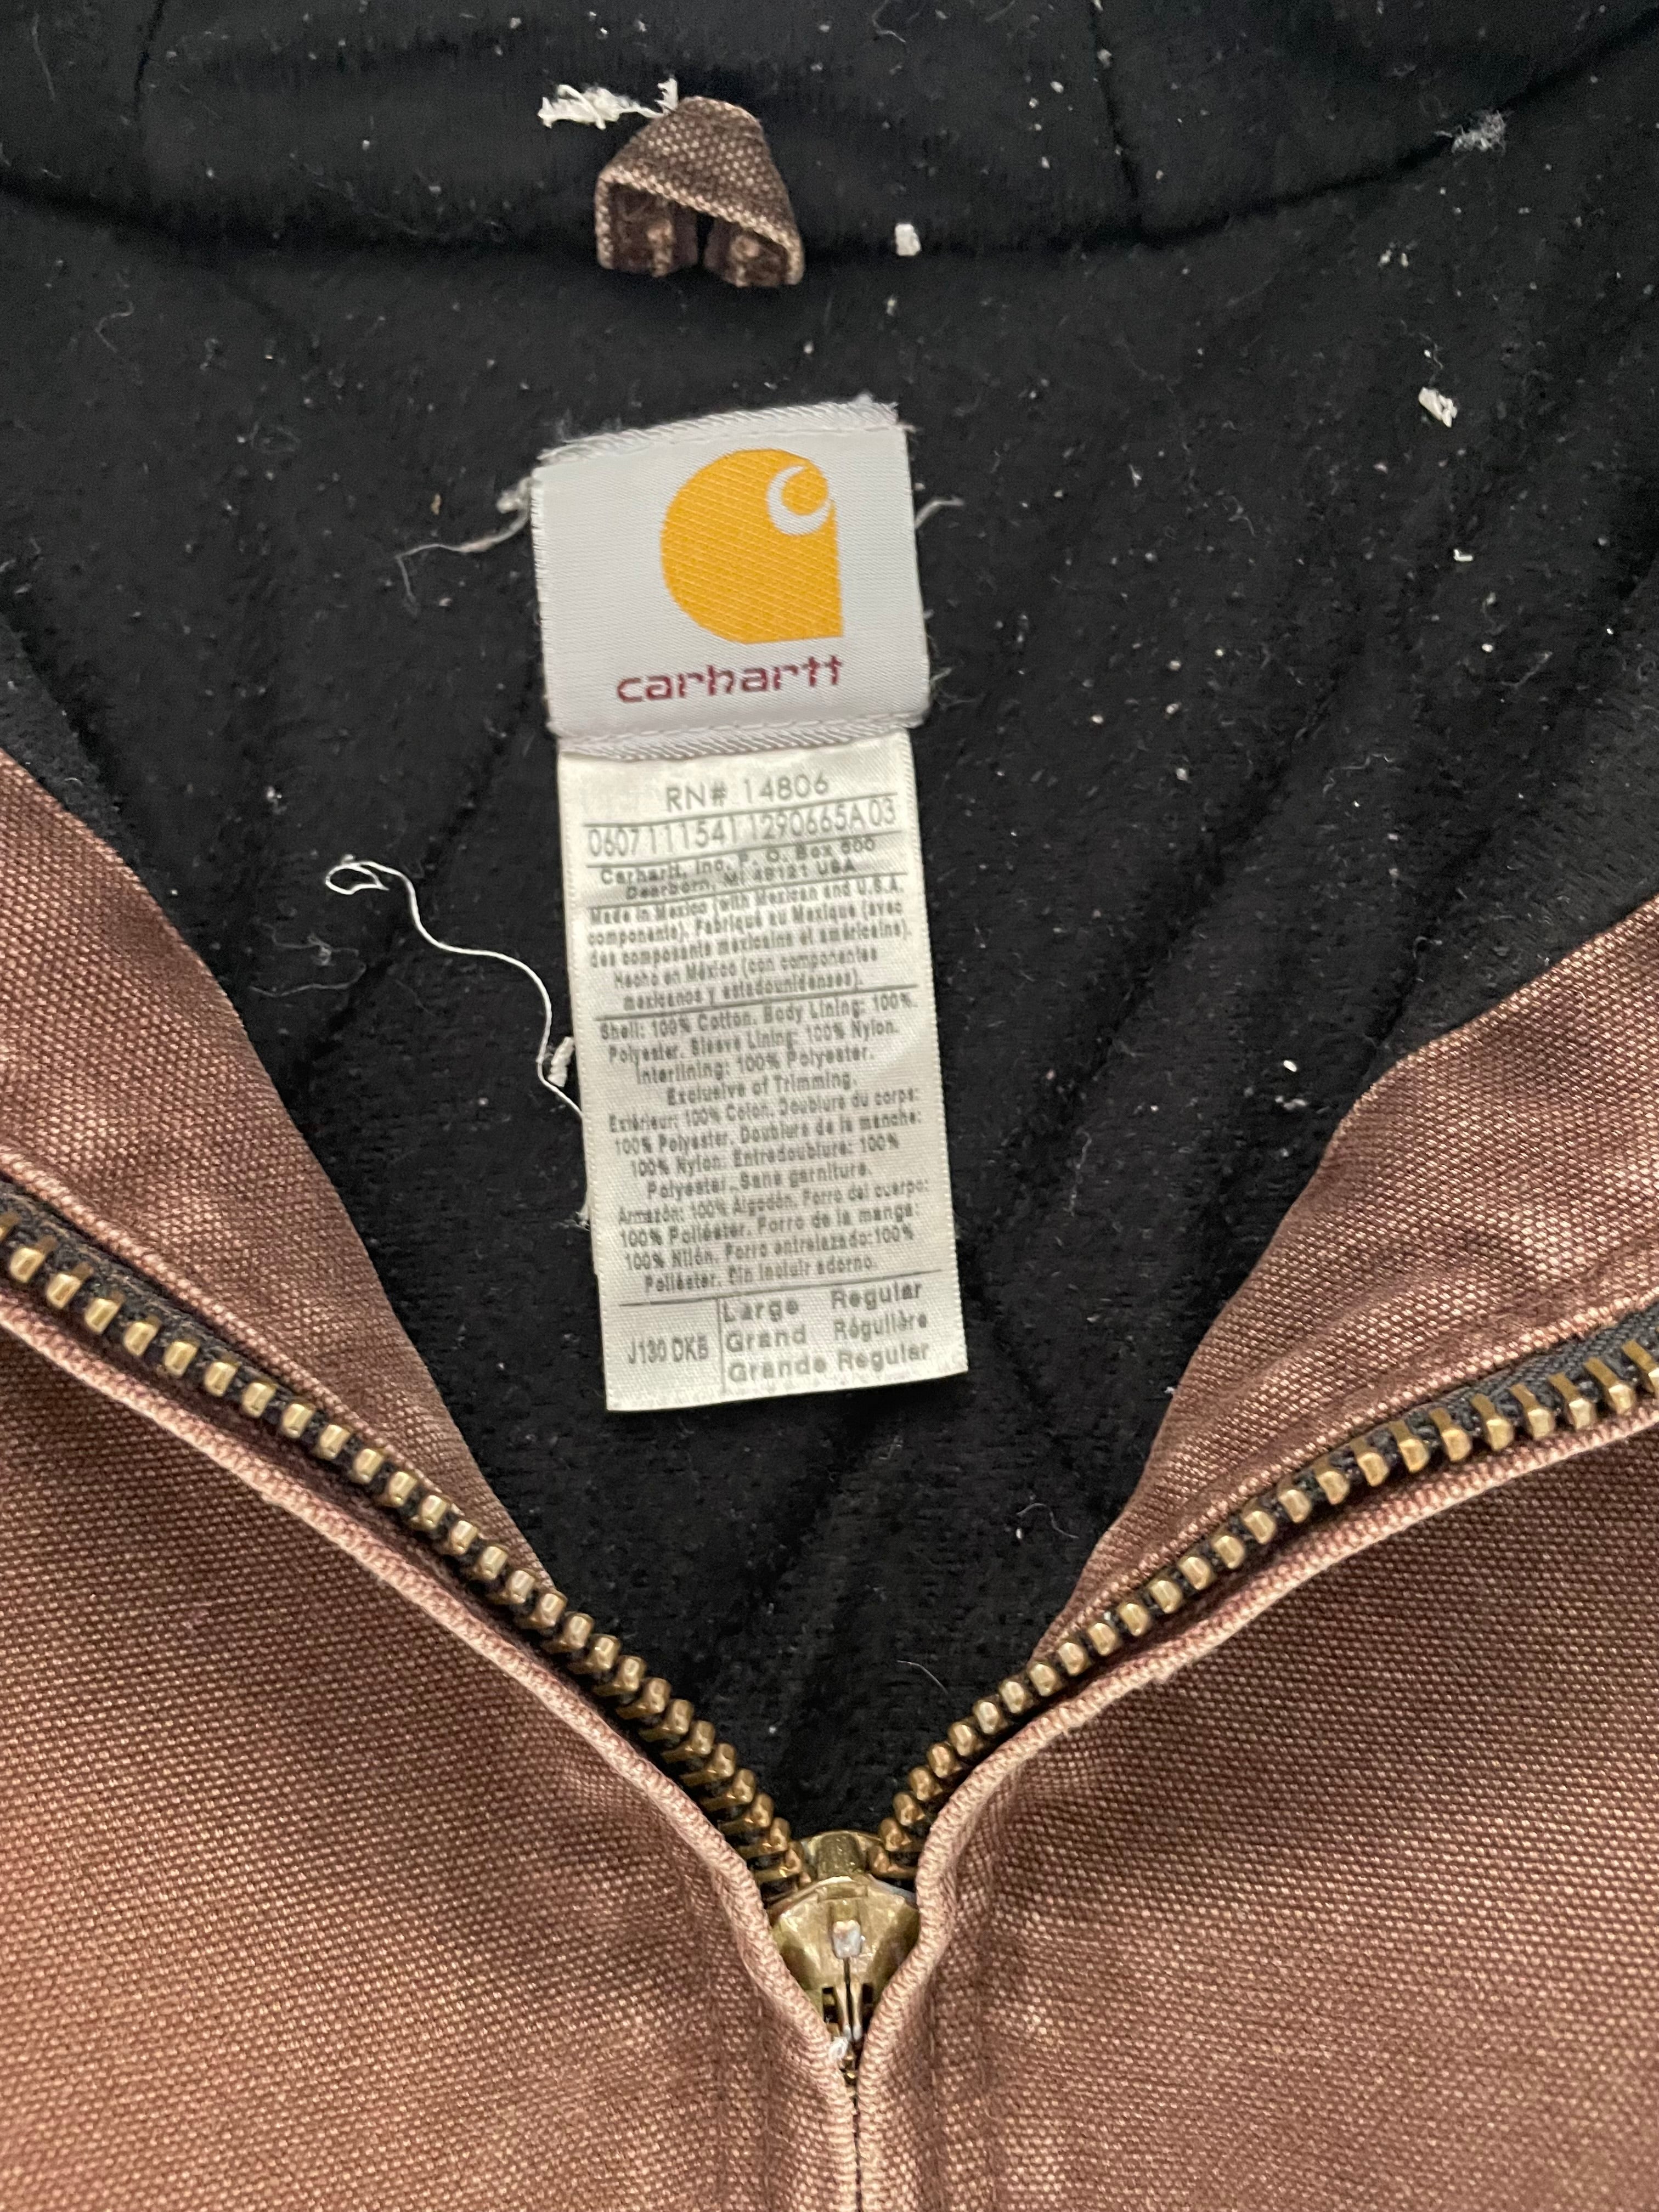 carhartt
RN# 14806
06071115411290665A03
Carhartt, Inc. P. O. Box 600
Dearborn, MI 48121 USA
Made in Mexico (with Mexican and U.S.A.
components). Fabriqué au Mexique (avec
des composants mexicains et américains).
Hecho en México (con componentes
mexicanos y estadounidenses).
Shell: 100% Cotton. Body Lining: 100%
Polyester. Sleeve Lining: 100% Nylon.
Interlining: 100% Polyester.
Exclusive of Trimming.
Extérieur: 100% Coton. Doublure du corps:
100% Polyester. Doublure de la manche:
100% Nylon. Entredoublure: 100%
Polyester. Sans garniture.
Armazón: 100% Algodón. Forro del cuerpo:
100% Poliéster. Forro de la manga:
100% Nilón. Forro entrelazado: 100%
Poliéster. Sin incluir adorno.
J130 DKB
Large Regular
Grand Régulière
Grande Regular